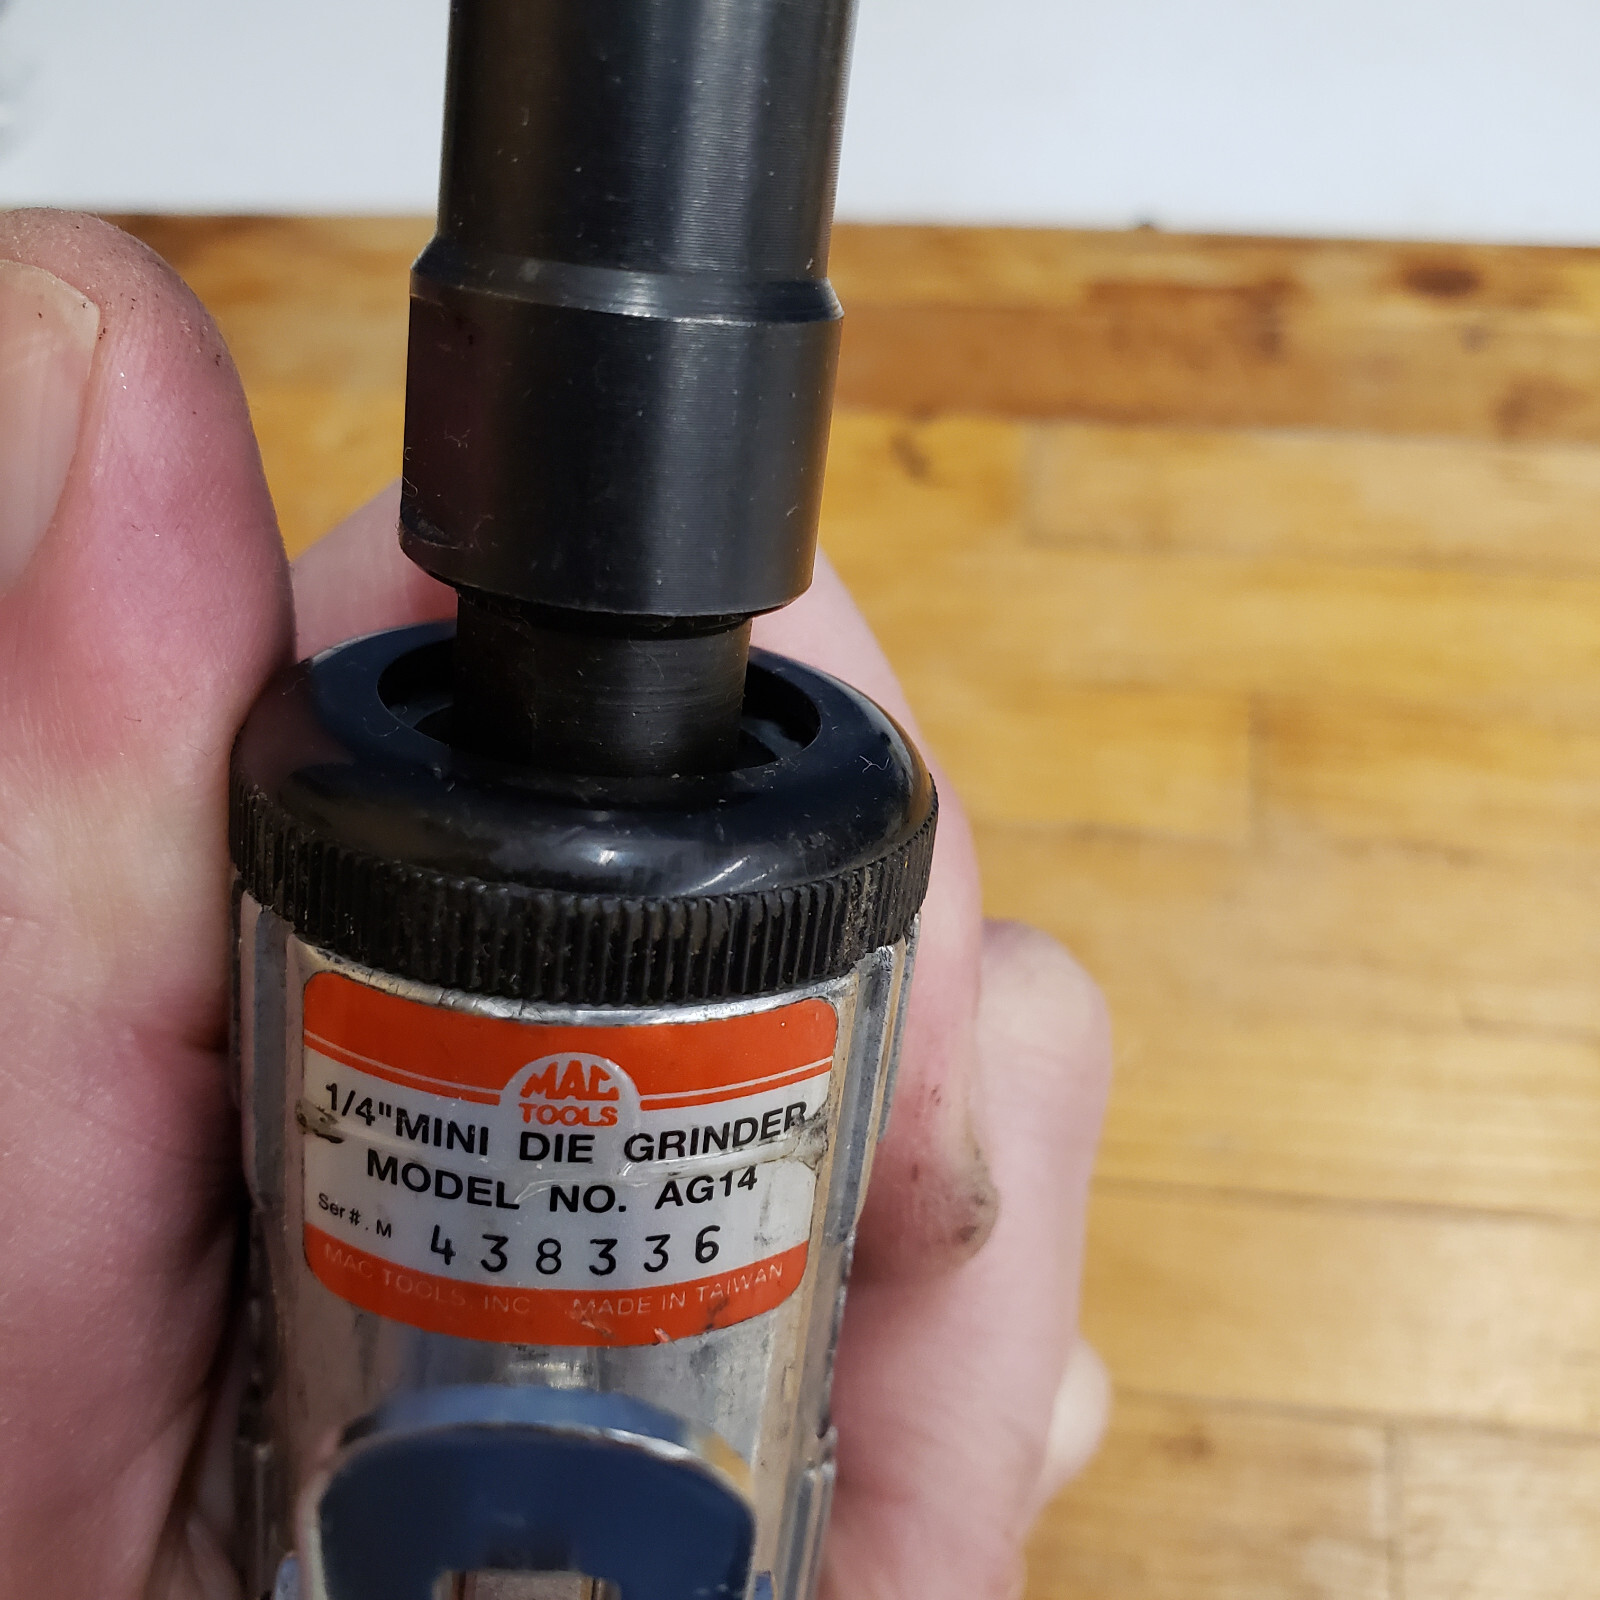 MAC
TOOLS
1/4"MINI DIE GRINDER
MODEL NO. AG14
Ser#. M 438336
MAC TOOLS, INC MADE IN TAIWAN